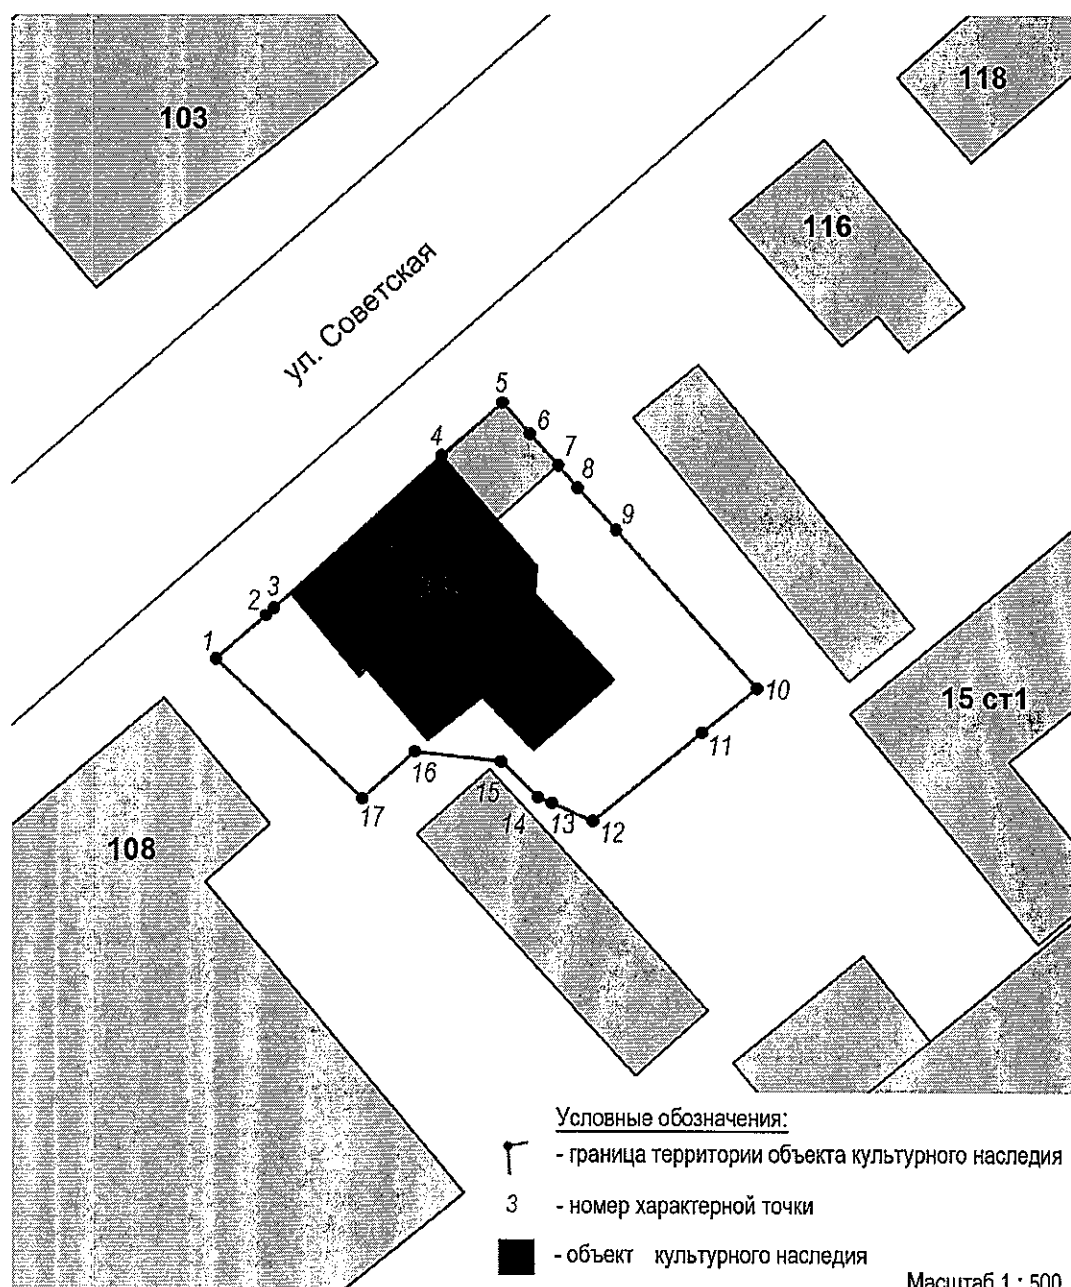 103
118
116
ул. Советская
5
4
6
7
8
9
2 3
1
10
15 ст1
11
16
15
17
14
13
12
108
Условные обозначения:
- граница территории объекта культурного наследия
3 - номер характерной точки
- объект культурного наследия
Масштаб 1 : 500